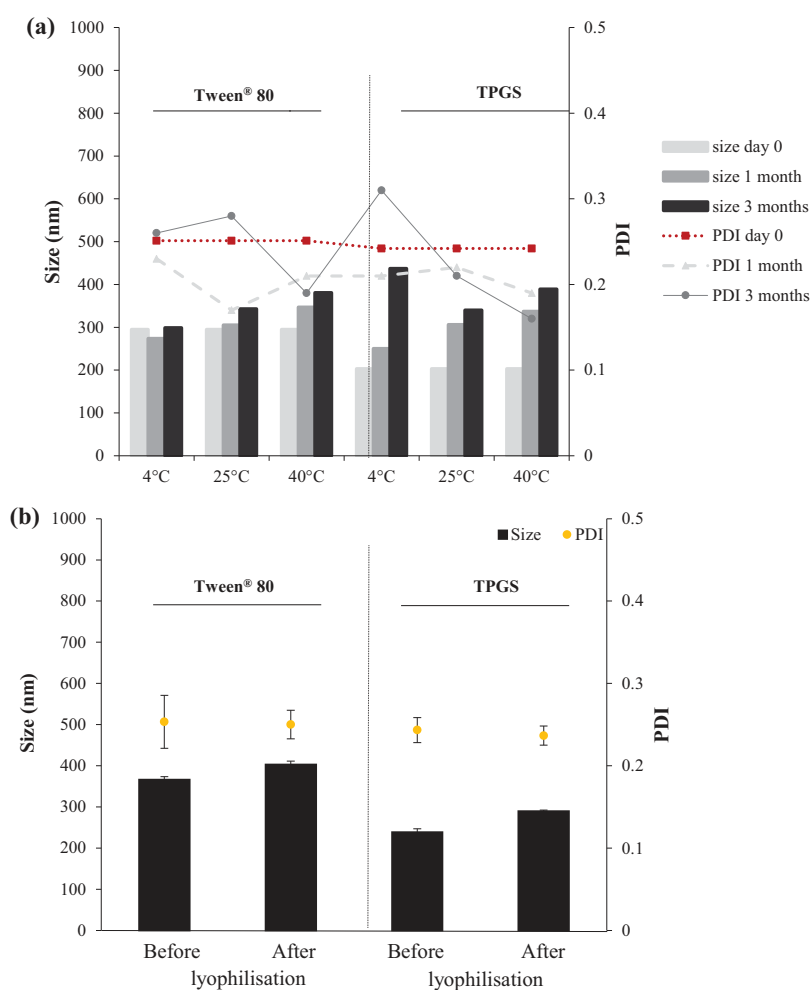 (a)
1000
900
800
700
600
500
400
300
200
100
0
Size (nm)
Tween® 80
TPGS
0.5
0.4
0.3
0.2
0.1
0
PDI
4°C
25°C
40°C
4°C
25°C
40°C
size day 0
size 1 month
size 3 months
PDI day 0
PDI 1 month
PDI 3 months
(b)
1000
900
800
700
600
500
400
300
200
100
0
Size (nm)
Size
PDI
Tween® 80
TPGS
0.5
0.4
0.3
0.2
0.1
0
PDI
Before
After
Before
After
lyophilisation
lyophilisation